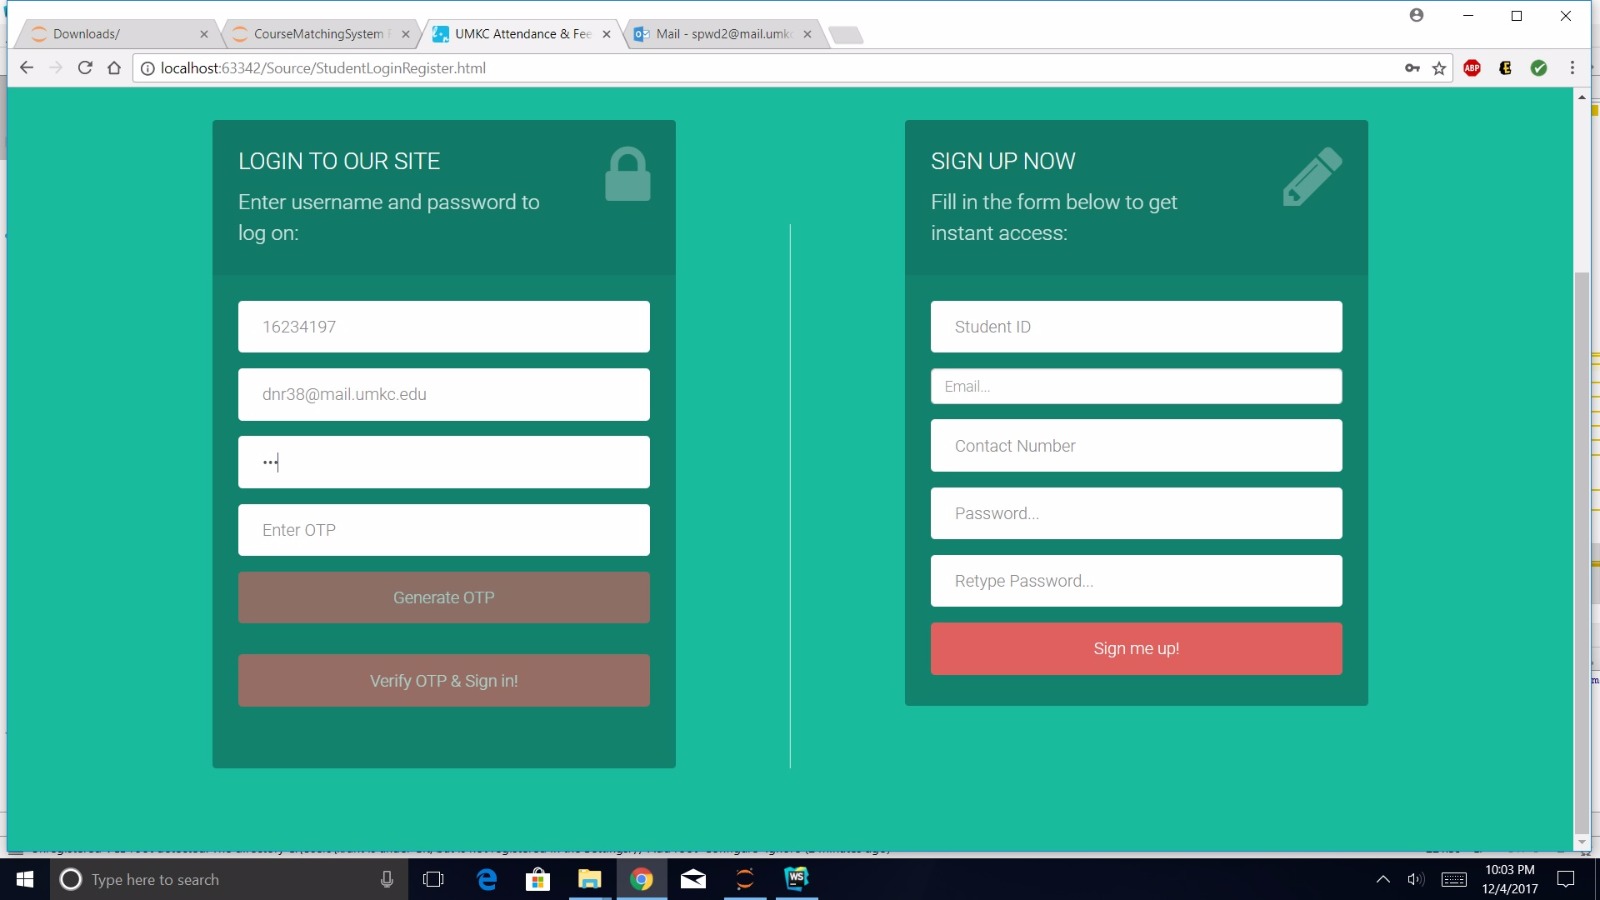 Downloads/
CourseMatchingSystem
UMKC Attendance & Fee
Mail - spwd2@mail.umkc
localhost:63342/Source/StudentLoginRegister.html
ABP
LOGIN TO OUR SITE
Enter username and password to
log on:
16234197
dnr38@mail.umkc.edu
Enter OTP
Generate OTP
Verify OTP & Sign in!
SIGN UP NOW
Fill in the form below to get
instant access:
Student ID
Email...
Contact Number
Password...
Retype Password...
Sign me up!
Type here to search
WS
10:03 PM
12/4/2017